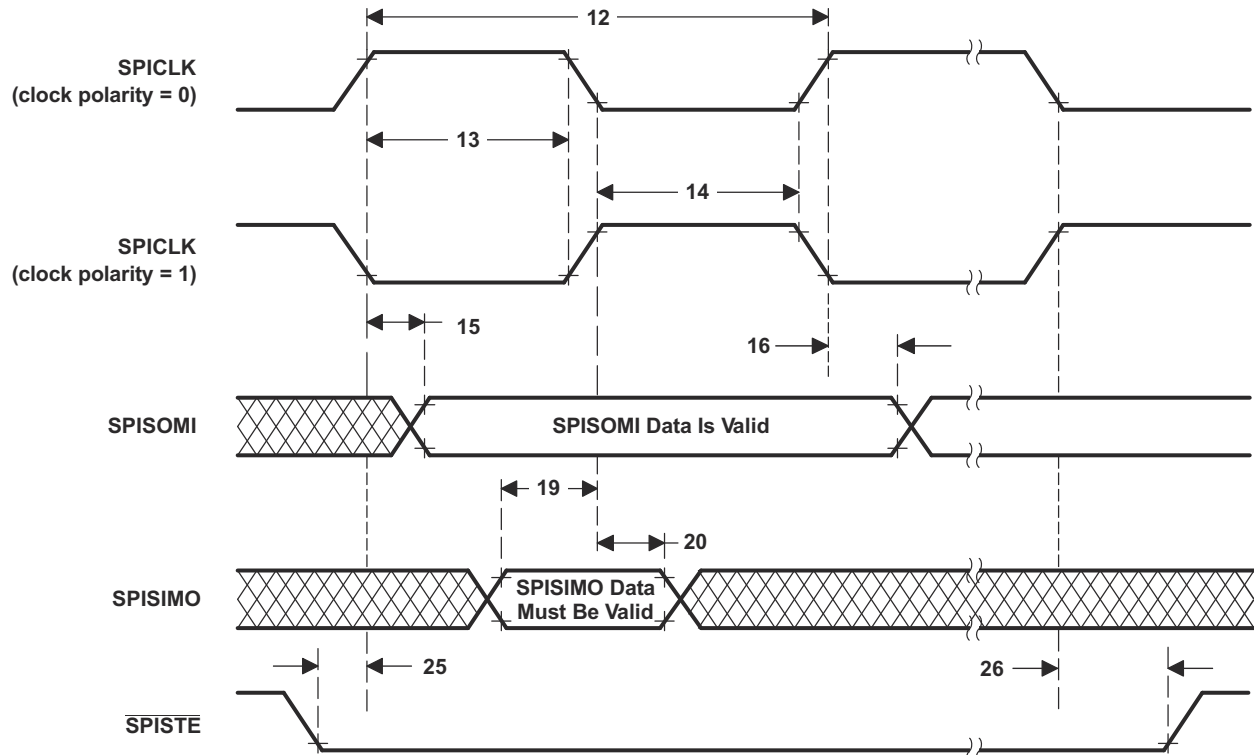 12
SPICLK
(clock polarity = 0)
13
14
SPICLK
(clock polarity = 1)
15
16
SPISOMI
SPISOMI Data Is Valid
19
20
SPISIMO
SPISIMO Data
Must Be Valid
25
26
SPISTE